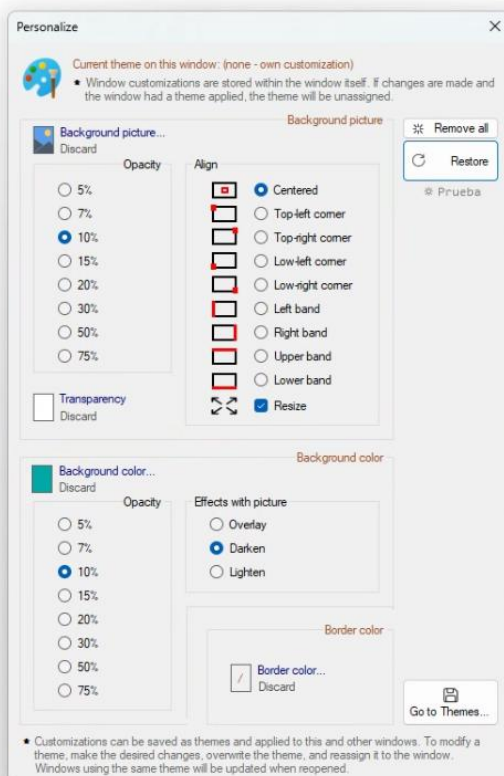 Personalize
Current theme on this window: (none - own customization)
* Window customizations are stored within the window itself. If changes are made and
the window had a theme applied, the theme will be unassigned.
Background picture
Background picture...
Discard
Remove all
Restore
Prueba
Opacity
5%
7%
10%
15%
20%
30%
50%
75%
Align
Centered
Top-left corner
Top-right corner
Low-left corner
Low-right corner
Left band
Right band
Upper band
Lower band
Resize
Transparency
Discard
Background color
Background color...
Discard
Opacity
5%
7%
10%
15%
20%
30%
50%
75%
Effects with picture
Overlay
Darken
Lighten
Border color
Border color...
Discard
Go to Themes...
* Customizations can be saved as themes and applied to this and other windows. To modify a
theme, make the desired changes, overwrite the theme, and reassign it to the window.
Windows using the same theme will be updated when reopened.